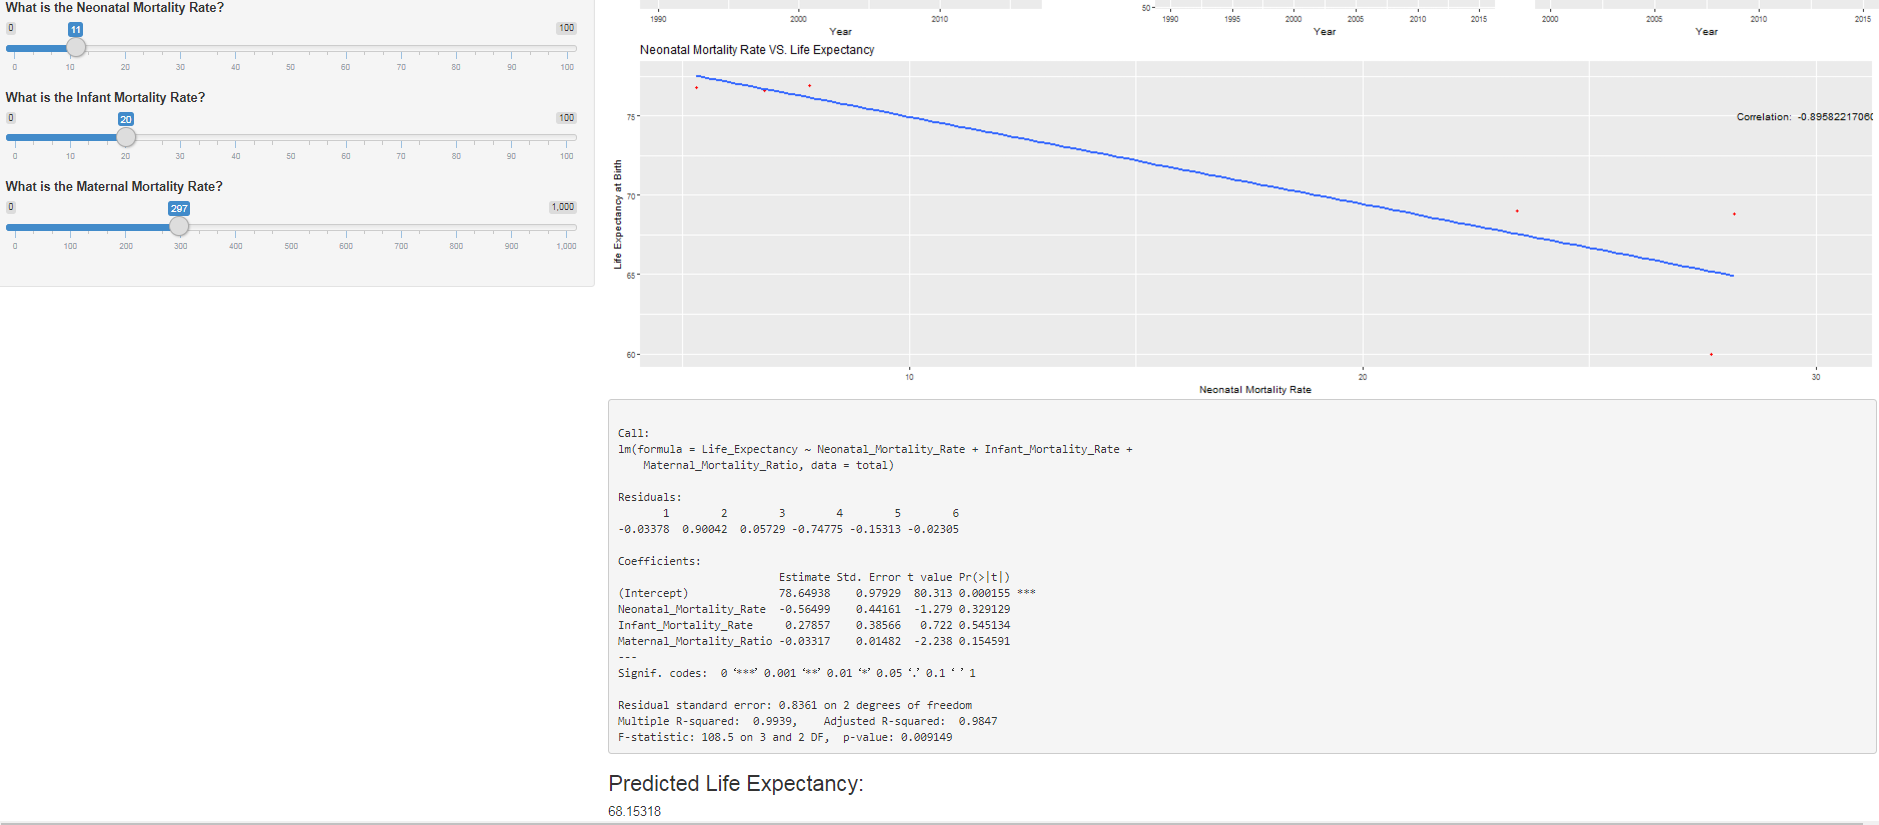 What is the Neonatal Mortality Rate?
0 11 100
0 10 20 30 40 50 60 70 80 90 100
What is the Infant Mortality Rate?
0 20 100
0 10 20 30 40 50 60 70 80 90 100
What is the Maternal Mortality Rate?
0 297 1,000
0 100 200 300 400 500 600 700 800 900 1,000
1990 2000 2010
Year
50
1990 1995 2000 2005 2010 2015
Year
2000 2005 2010 2015
Year
Neonatal Mortality Rate VS. Life Expectancy
Life Expectancy at Birth
75
70
65
60
Correlation: -0.8958221706
10 20 30
Neonatal Mortality Rate
Call:
lm(formula = Life_Expectancy ~ Neonatal_Mortality_Rate + Infant_Mortality_Rate +
Maternal_Mortality_Ratio, data = total)
Residuals:
1 2 3 4 5 6
-0.03378 0.90042 0.05729 -0.74775 -0.15313 -0.02305
Coefficients:
Estimate Std. Error t value Pr(>|t|)
(Intercept) 78.64938 0.97929 80.313 0.000155 ***
Neonatal_Mortality_Rate -0.56499 0.44161 -1.279 0.329129
Infant_Mortality_Rate 0.27857 0.38566 0.722 0.545134
Maternal_Mortality_Ratio -0.03317 0.01482 -2.238 0.154591
---
Signif. codes: 0 ‘***’ 0.001 ‘**’ 0.01 ‘*’ 0.05 ‘.’ 0.1 ‘ ’ 1
Residual standard error: 0.8361 on 2 degrees of freedom
Multiple R-squared: 0.9939, Adjusted R-squared: 0.9847
F-statistic: 108.5 on 3 and 2 DF, p-value: 0.009149
Predicted Life Expectancy:
68.15318